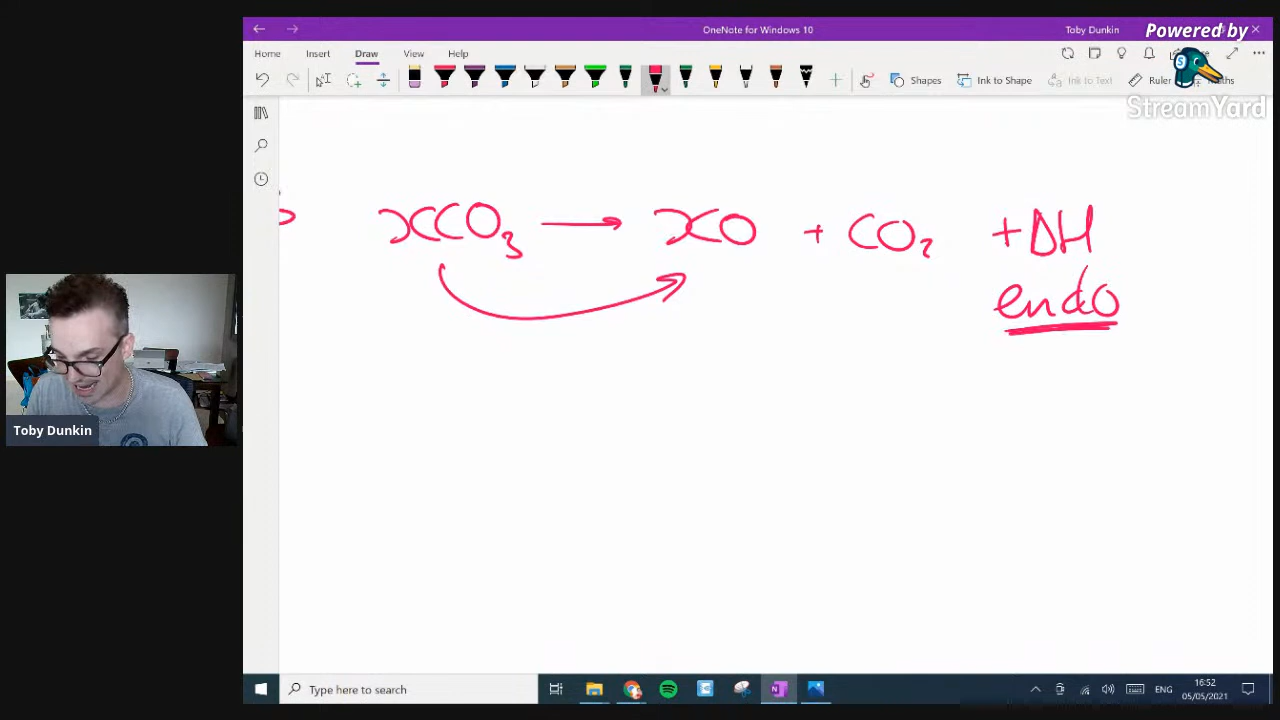 OneNote for Windows 10
Toby Dunkin
Powered by
StreamYard
Home Insert Draw View Help
Shapes Ink to Shape Ink to Text Ruler Maths
xCO₃ → xO + CO₂ +ΔH
endo
Toby Dunkin
Type here to search
ENG
16:52
05/05/2021